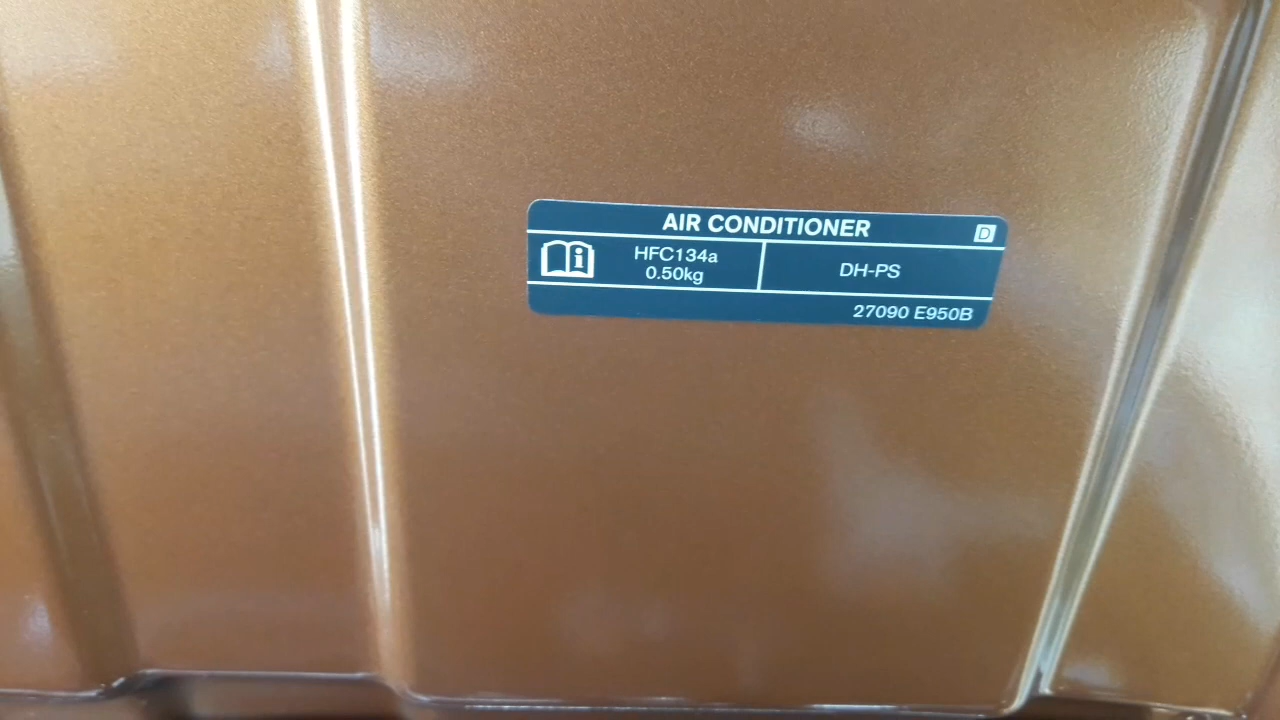 AIR CONDITIONER
D
HFC134a
0.50kg
DH-PS
27090 E950B